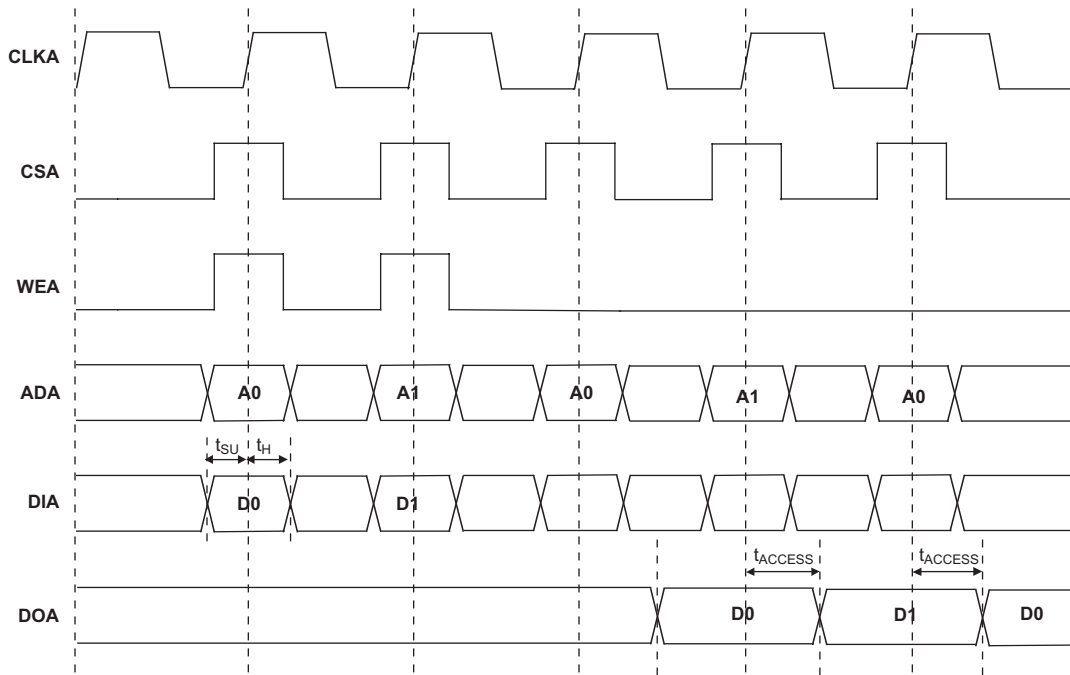 CLKA
CSA
WEA
ADA A0 A1 A0 A1 A0
tSU tH
DIA D0 D1
tACCESS tACCESS
DOA D0 D1 D0